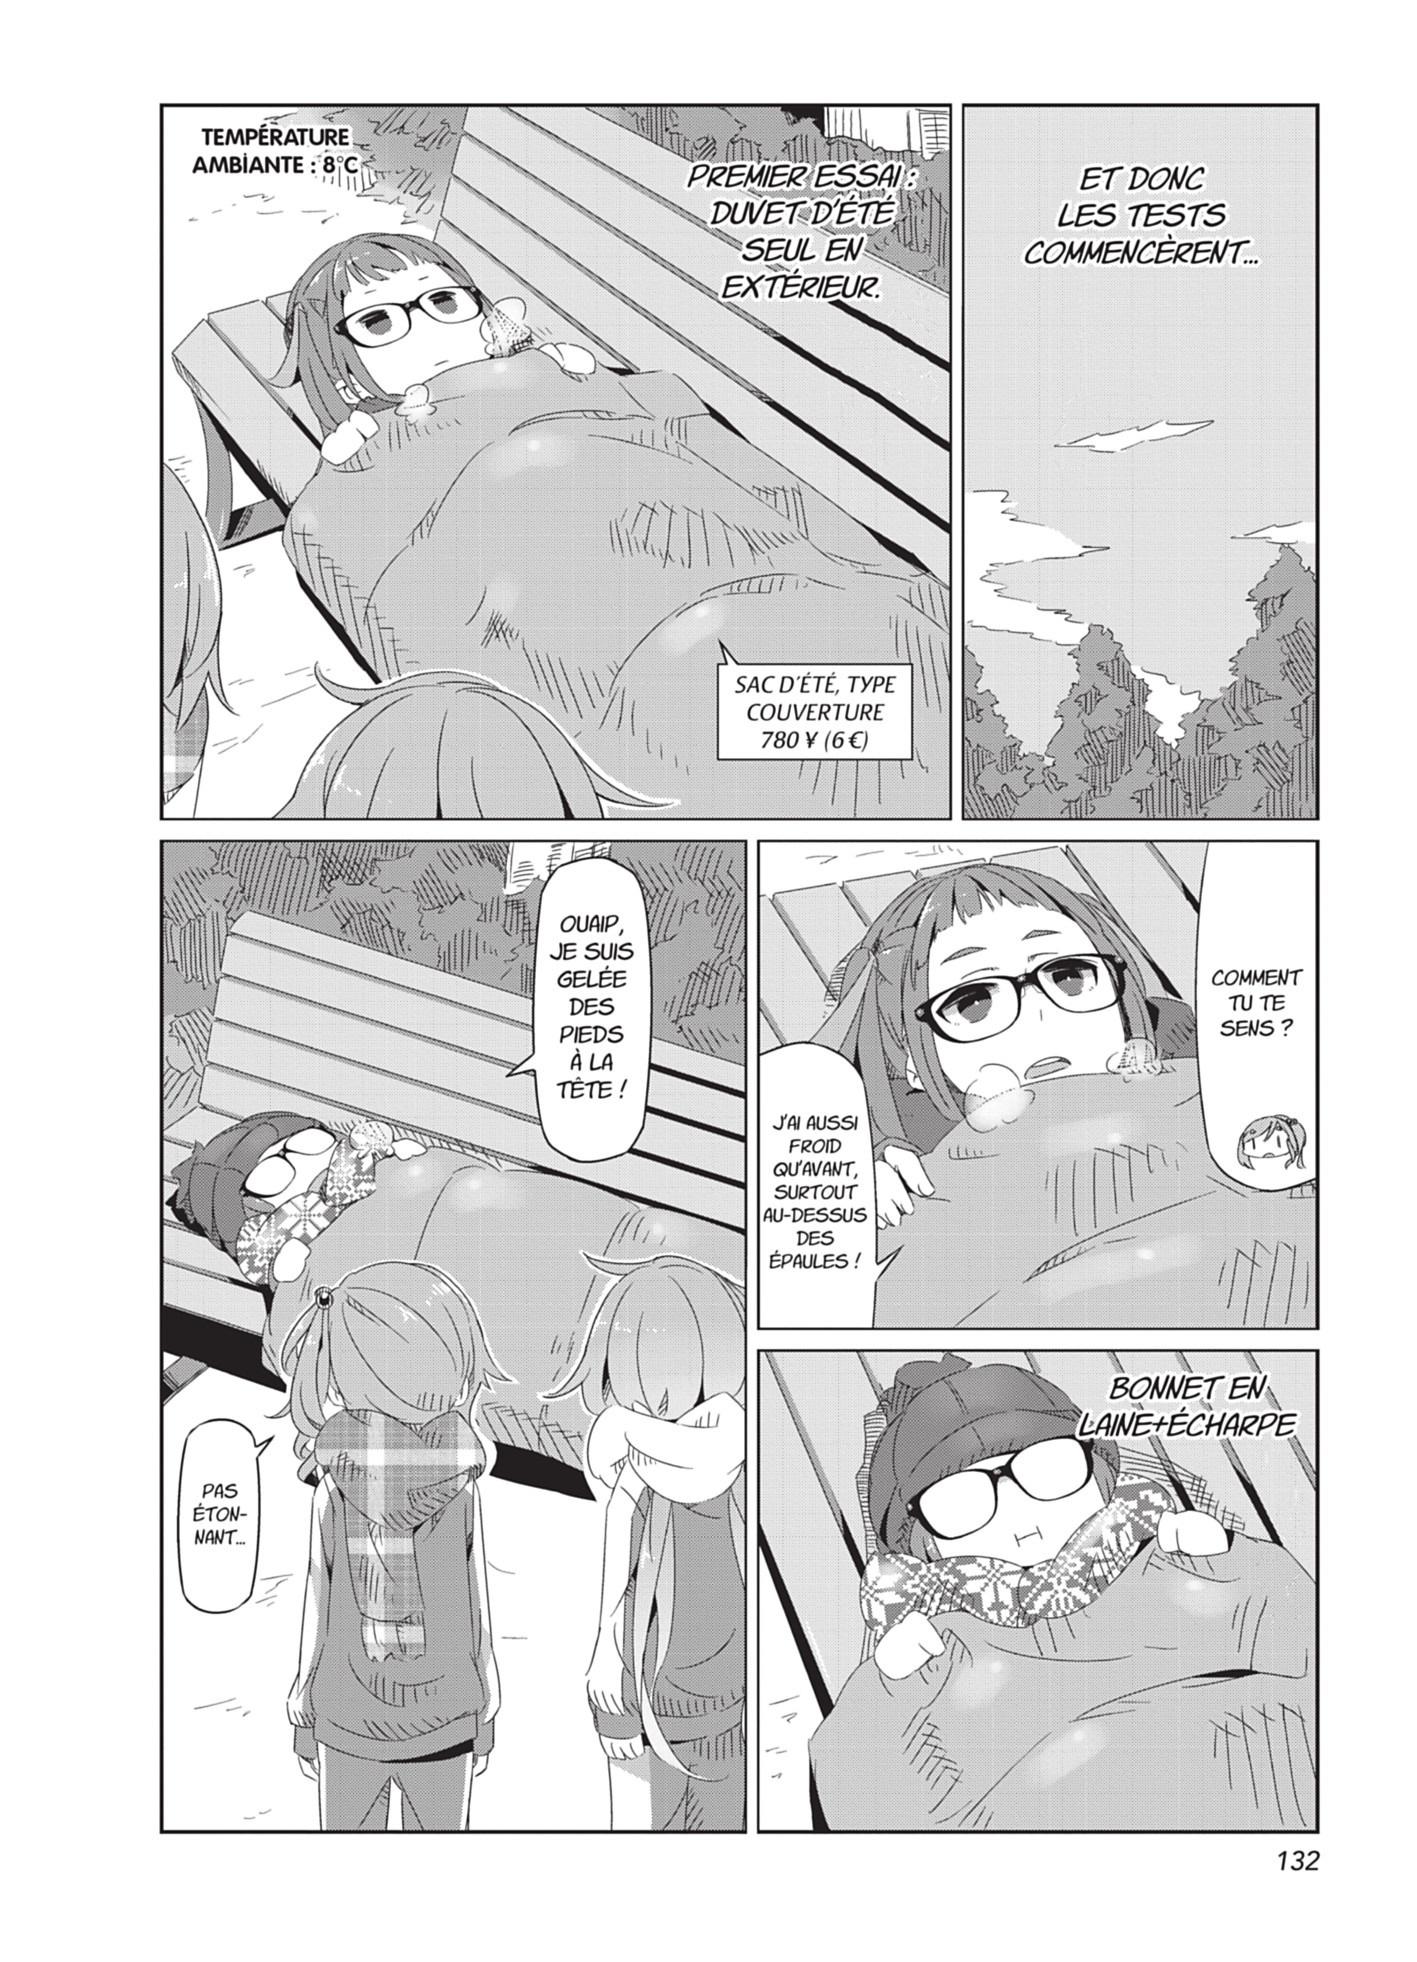 ET DONC
LES TESTS
COMMENCÈRENT...
PREMIER ESSAI :
DUVET D'ÉTÉ
SEUL EN
EXTÉRIEUR.
TEMPÉRATURE
AMBIANTE : 8°C
SAC D'ÉTÉ, TYPE
COUVERTURE
780 ¥ (6 €)
COMMENT
TU TE
SENS ?
J'AI AUSSI
FROID
QU'AVANT,
SURTOUT
AU-DESSUS
DES
ÉPAULES !
BONNET EN
LAINE+ÉCHARPE
OUAIP,
JE SUIS
GELÉE
DES
PIEDS
À LA
TÊTE !
PAS
ÉTON-
NANT...
132